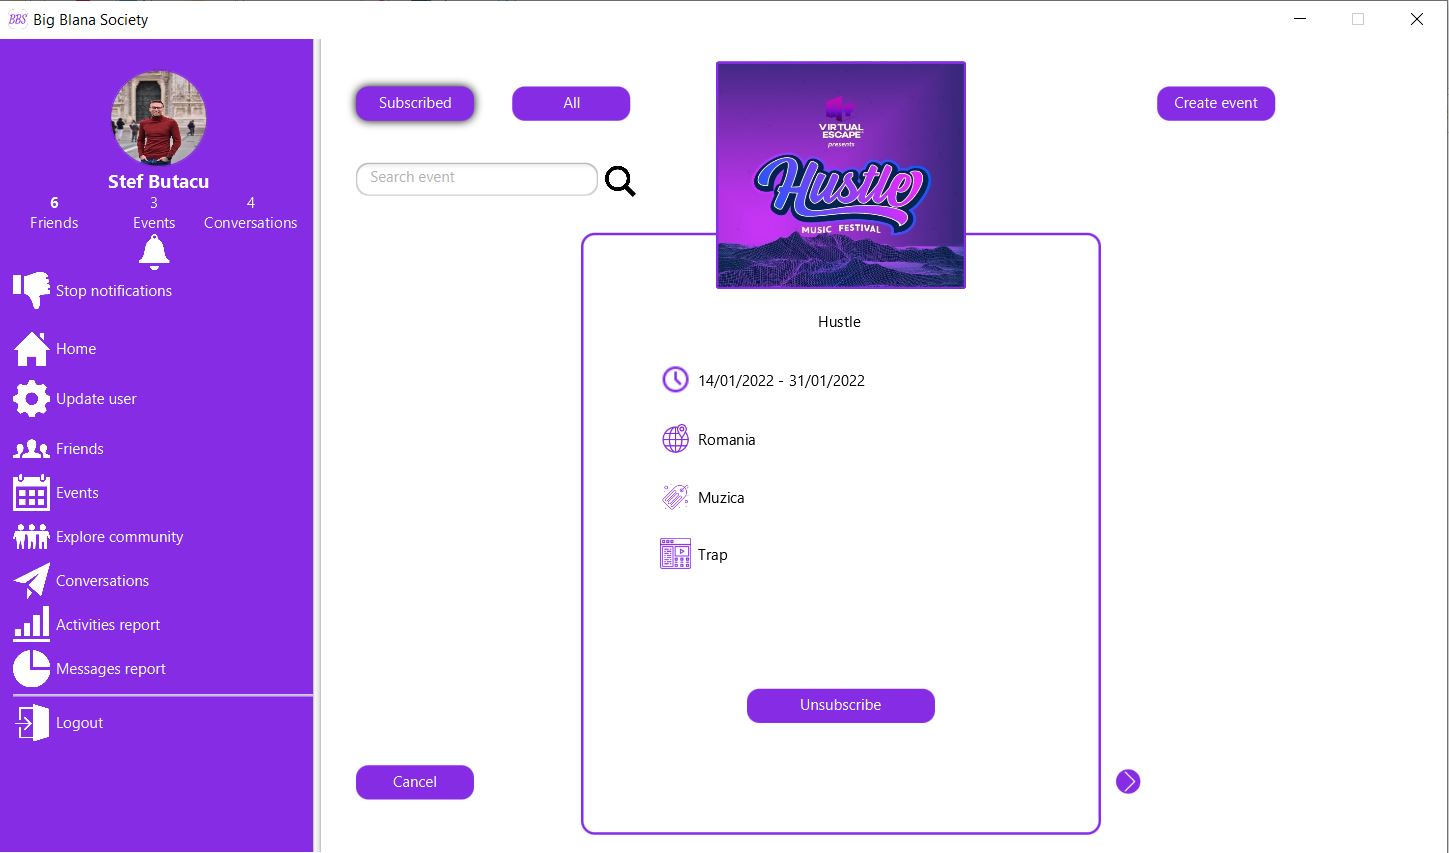 BBS Big Blana Society
Stef Butacu
6 3 4
Friends Events Conversations
Stop notifications
Home
Update user
Friends
Events
Explore community
Conversations
Activities report
Messages report
Logout
Subscribed All Create event
Search event
VIRTUAL
ESCAPE
presents
Hustle
MUSIC FESTIVAL
Hustle
14/01/2022 - 31/01/2022
Romania
Muzica
Trap
Unsubscribe
Cancel